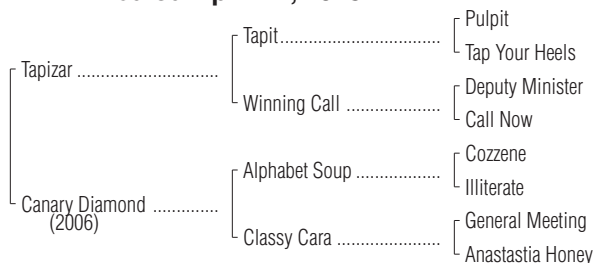 Pulpit
Tapit
Tap Your Heels
Tapizar
Deputy Minister
Winning Call
Call Now
Cozzene
Alphabet Soup
Illiterate
Canary Diamond
(2006)
General Meeting
Classy Cara
Anastastia Honey